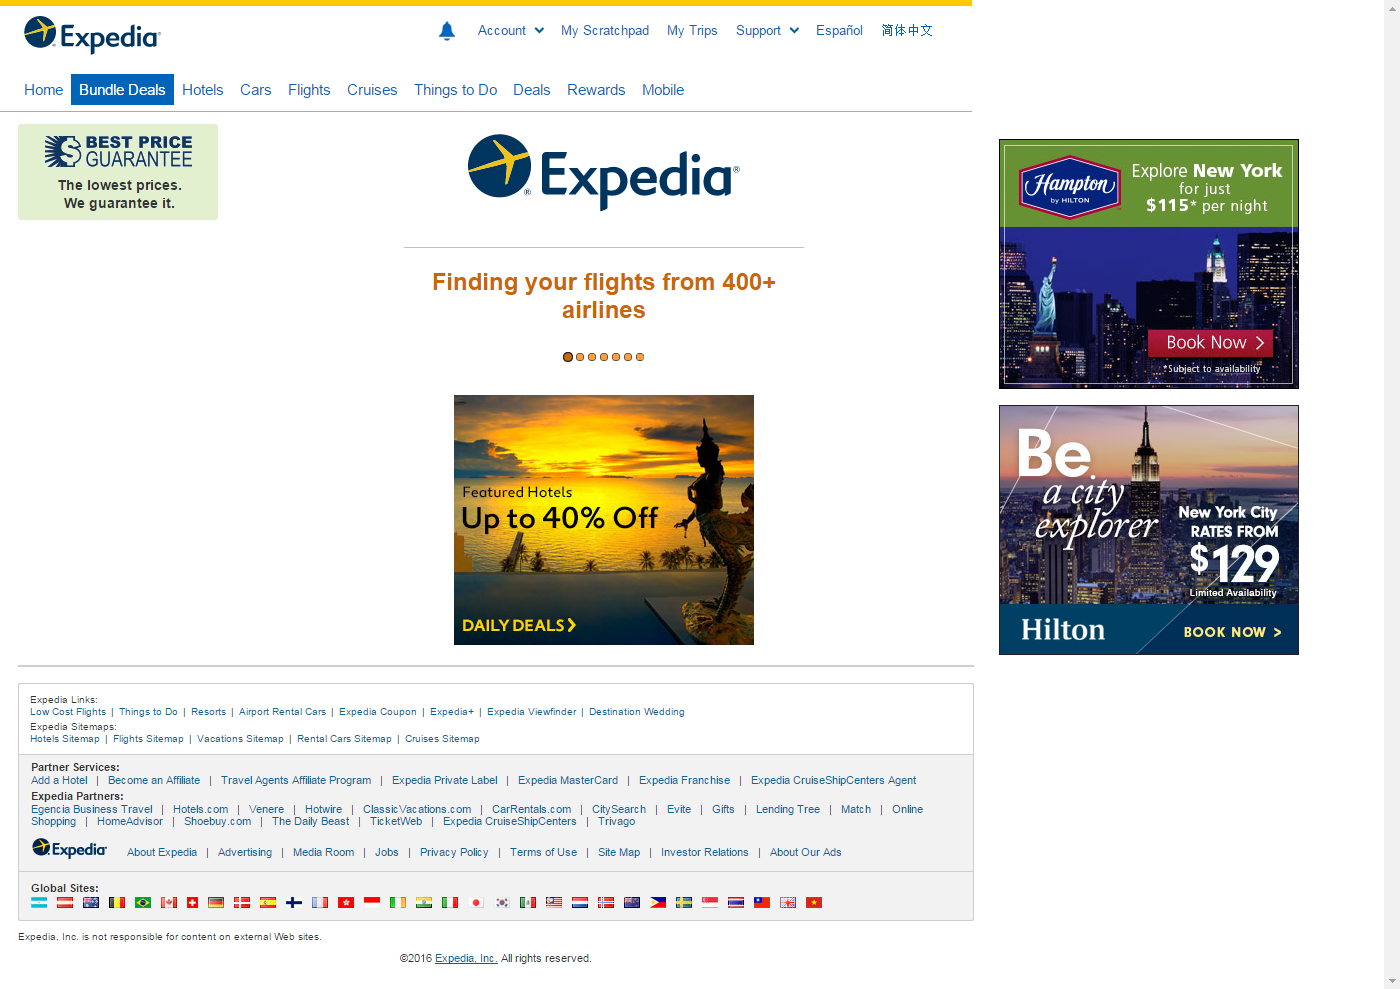 Expedia
Account My Scratchpad My Trips Support Español 简体中文
Home Bundle Deals Hotels Cars Flights Cruises Things to Do Deals Rewards Mobile
BEST PRICE
GUARANTEE
The lowest prices.
We guarantee it.
Expedia®
Finding your flights from 400+
airlines
Featured Hotels
Up to 40% Off
DAILY DEALS
Hampton
by HILTON
Explore New York
for just
$115* per night
Book Now
*Subject to availability
Be
a city
explorer
New York City
RATES FROM
$129
Limited Availability
Hilton
BOOK NOW >
Expedia Links:
Low Cost Flights | Things to Do | Resorts | Airport Rental Cars | Expedia Coupon | Expedia+ | Expedia Viewfinder | Destination Wedding
Expedia Sitemaps:
Hotels Sitemap | Flights Sitemap | Vacations Sitemap | Rental Cars Sitemap | Cruises Sitemap
Partner Services:
Add a Hotel | Become an Affiliate | Travel Agents Affiliate Program | Expedia Private Label | Expedia MasterCard | Expedia Franchise | Expedia CruiseShipCenters Agent
Expedia Partners:
Egencia Business Travel | Hotels.com | Venere | Hotwire | ClassicVacations.com | CarRentals.com | CitySearch | Evite | Gifts | Lending Tree | Match | Online
Shopping | HomeAdvisor | Shoebuy.com | The Daily Beast | TicketWeb | Expedia CruiseShipCenters | Trivago
Expedia About Expedia | Advertising | Media Room | Jobs | Privacy Policy | Terms of Use | Site Map | Investor Relations | About Our Ads
Global Sites:
Expedia, Inc. is not responsible for content on external Web sites.
©2016 Expedia, Inc. All rights reserved.